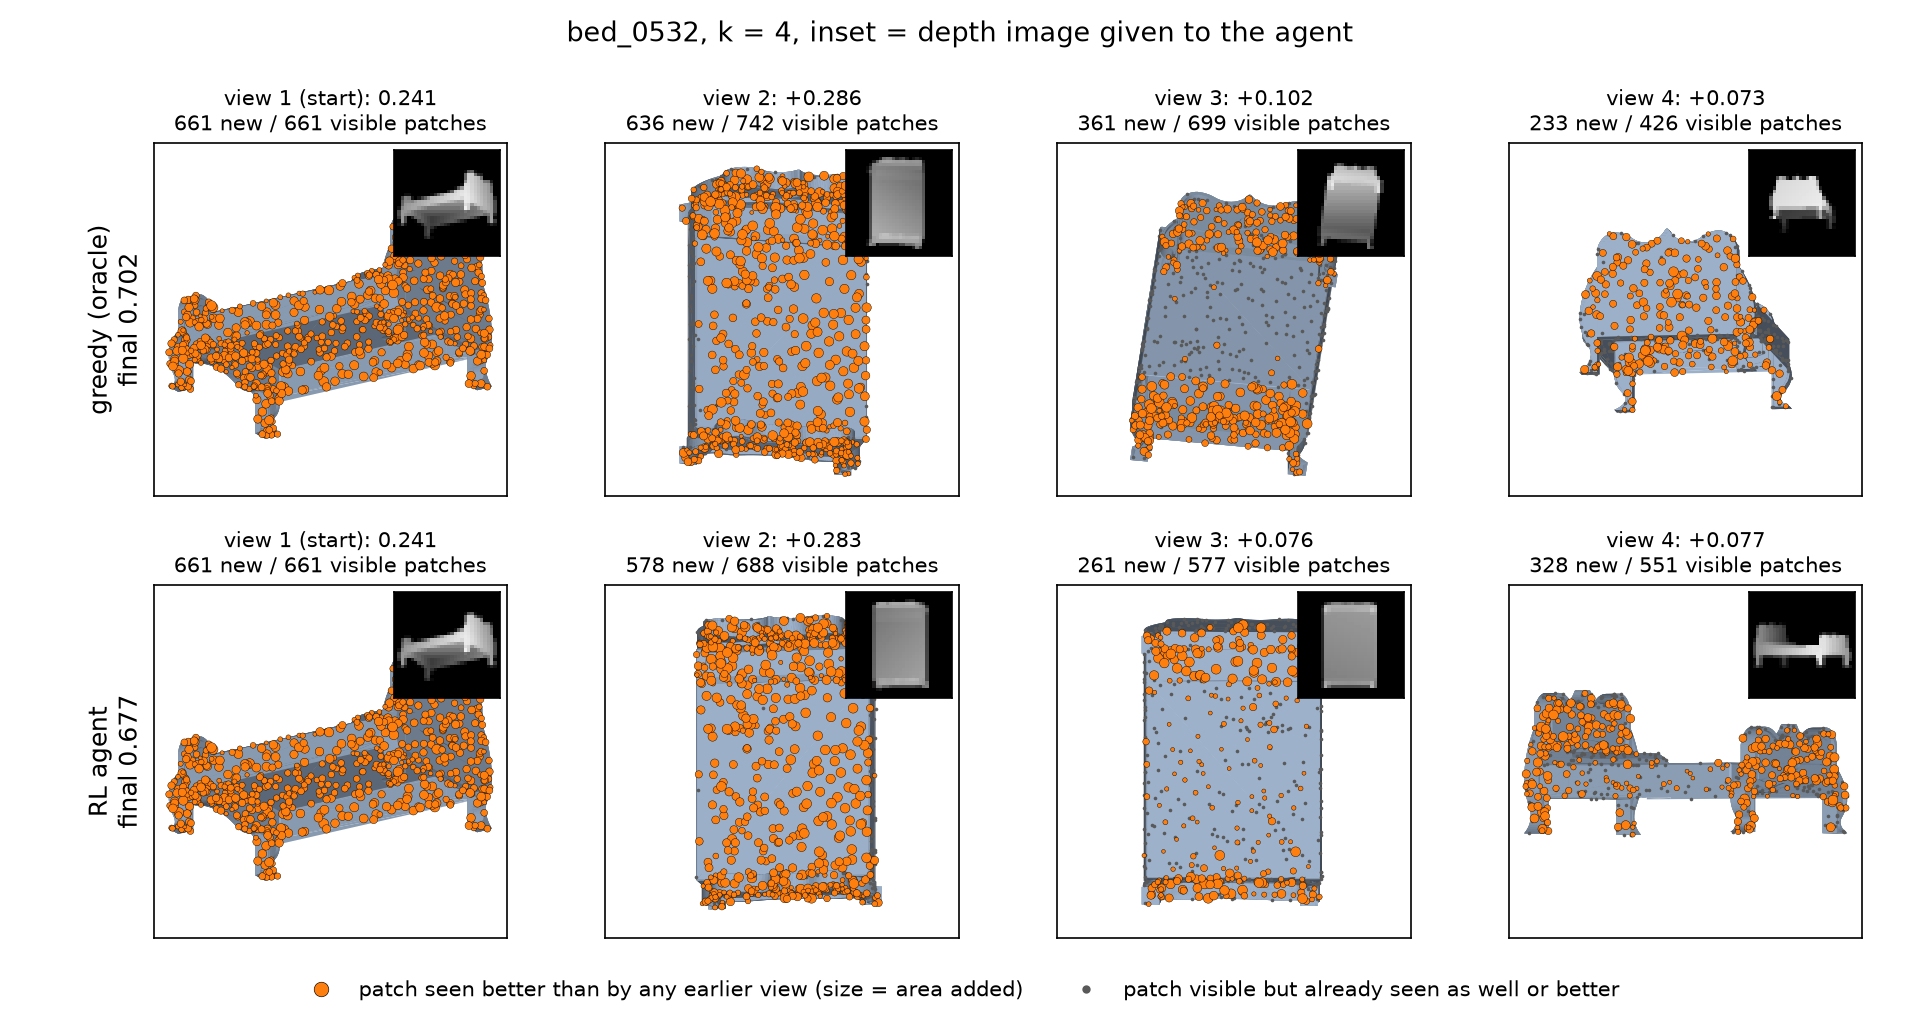 bed_0532, k = 4, inset = depth image given to the agent
view 1 (start): 0.241
661 new / 661 visible patches
view 2: +0.286
636 new / 742 visible patches
view 3: +0.102
361 new / 699 visible patches
view 4: +0.073
233 new / 426 visible patches
greedy (oracle)
final 0.702
view 1 (start): 0.241
661 new / 661 visible patches
view 2: +0.283
578 new / 688 visible patches
view 3: +0.076
261 new / 577 visible patches
view 4: +0.077
328 new / 551 visible patches
RL agent
final 0.677
patch seen better than by any earlier view (size = area added)
patch visible but already seen as well or better